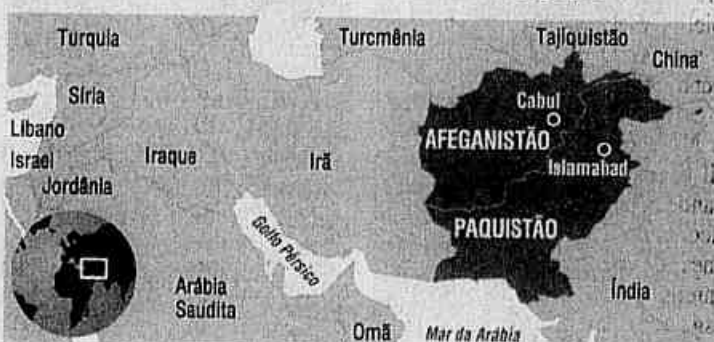 Turquia
Turcmênia
Tajiquistão
China
Síria
Cabul
Líbano
AFEGANISTÃO
Israel
Iraque
Irã
Islamabad
Jordânia
PAQUISTÃO
Golfo Pérsico
Arábia
Saudita
Índia
Omã
Mar da Arábia